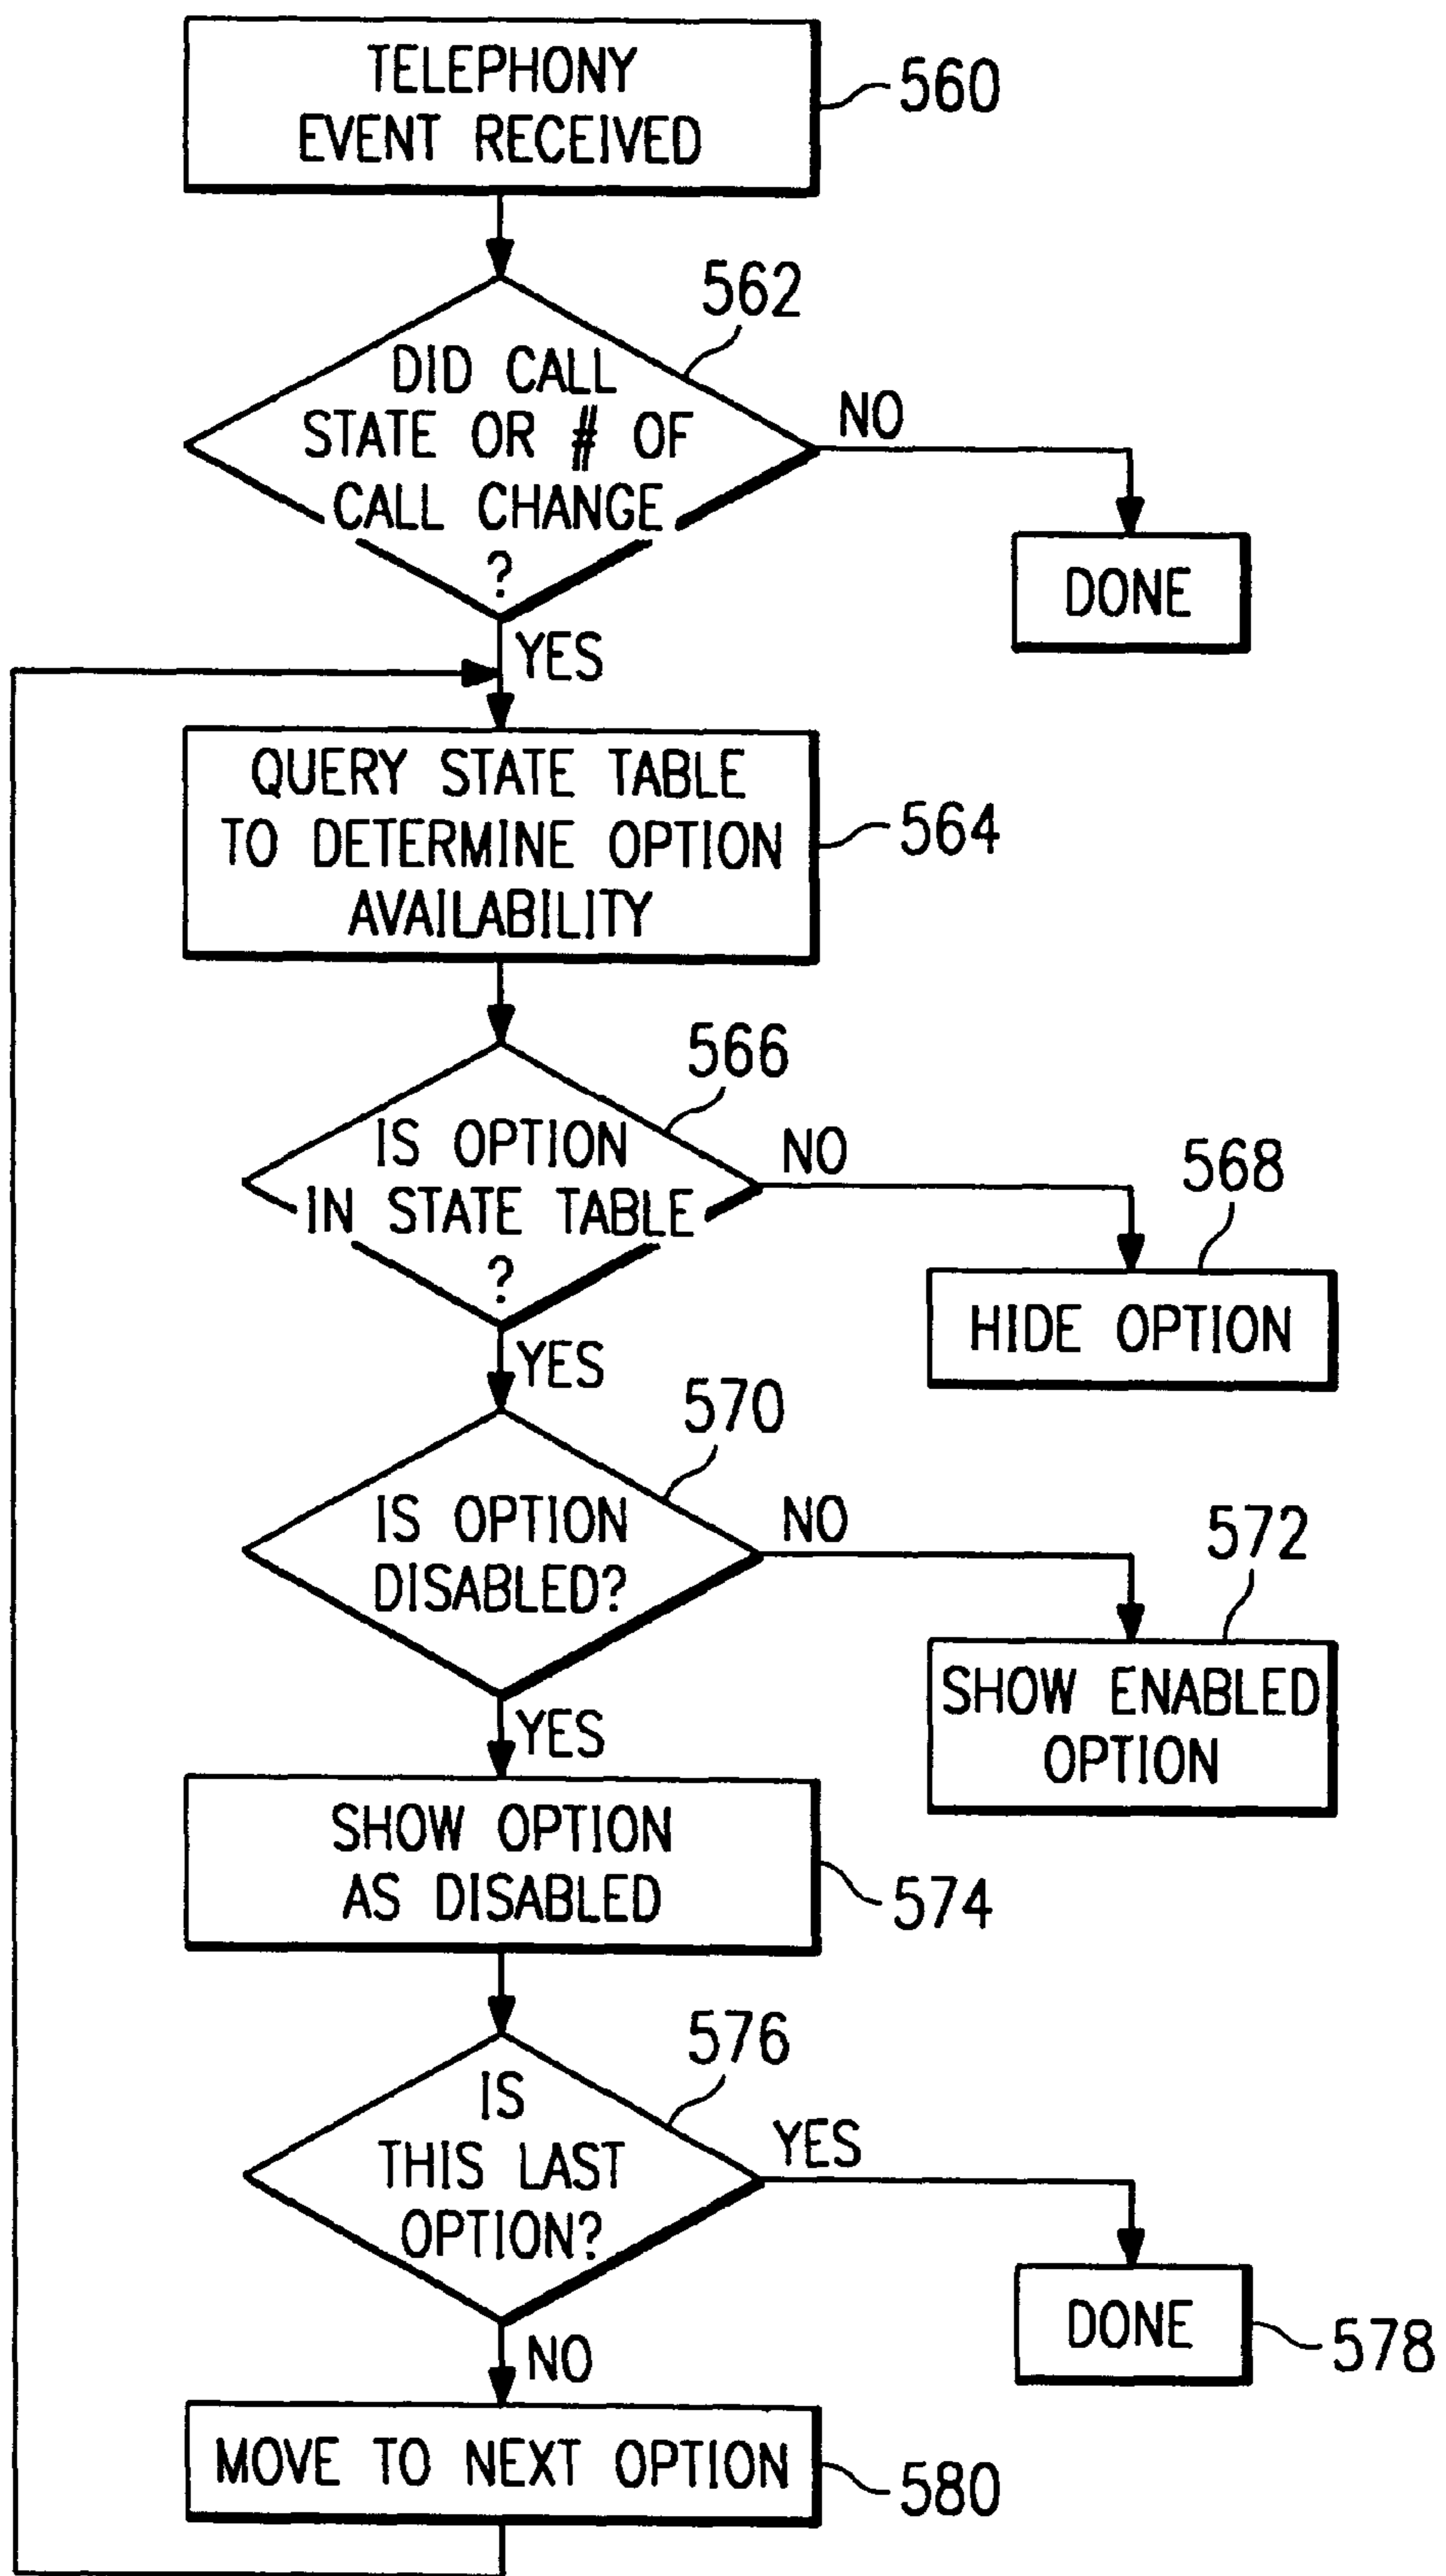 TELEPHONY
EVENT RECEIVED
560
562
DID CALL
STATE OR # OF
CALL CHANGE
?
NO
DONE
YES
QUERY STATE TABLE
TO DETERMINE OPTION
AVAILABILITY
564
566
IS OPTION
IN STATE TABLE
?
NO
568
HIDE OPTION
YES
570
IS OPTION
DISABLED?
NO
572
SHOW ENABLED
OPTION
YES
SHOW OPTION
AS DISABLED
574
576
IS
THIS LAST
OPTION?
YES
DONE
578
NO
MOVE TO NEXT OPTION
580